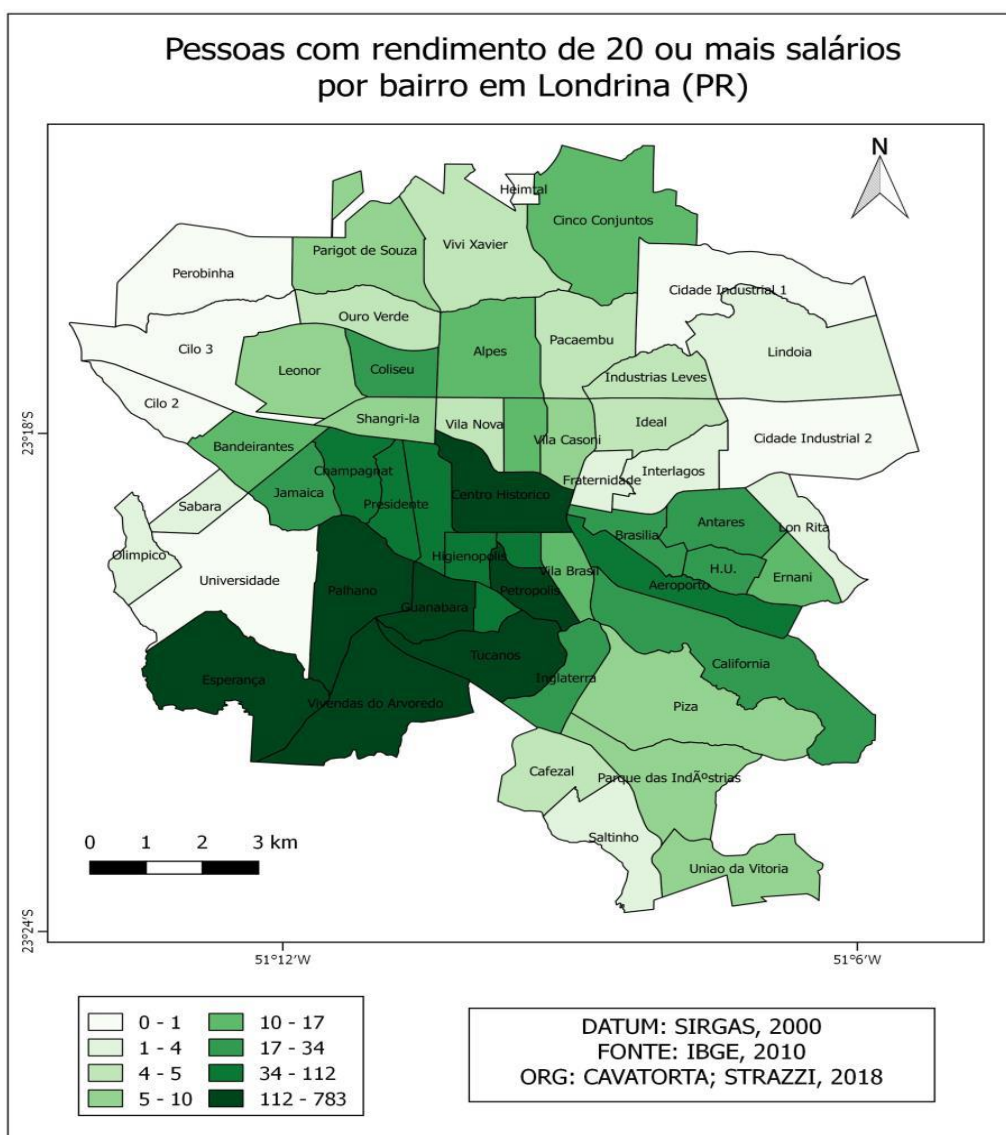 Pessoas com rendimento de 20 ou mais salários
por bairro em Londrina (PR)
N
Heimtal
Cinco Conjuntos
Vivi Xavier
Parigot de Souza
Perobinha
Cidade Industrial 1
Ouro Verde
Cilo 3
Alpes
Pacaembu
Lindoia
Leonor
Coliseu
Industrias Leves
Cilo 2
Shangri-la
Vila Nova
Ideal
23°18'S
Bandeirantes
Vila Casoni
Cidade Industrial 2
Champagnat
Interlagos
Fraternidade
Jamaica
Presidente
Centro Historico
Sabara
Brasília
Antares
Lon Rita
Olimpico
Universidade
Higienopolis
Vila Brasil
H.U.
Ernani
Palhano
Petropolis
Aeroporto
Guanabara
Tucanos
California
Esperança
Inglaterra
Vivendas do Arvoredo
Piza
Cafezal
Parque das IndÃºstrias
0 1 2 3 km
Saltinho
Uniao da Vitoria
23°24'S
51°12'W
51°6'W
0 - 1
10 - 17
1 - 4
17 - 34
4 - 5
34 - 112
5 - 10
112 - 783
DATUM: SIRGAS, 2000
FONTE: IBGE, 2010
ORG: CAVATORTA; STRAZZI, 2018